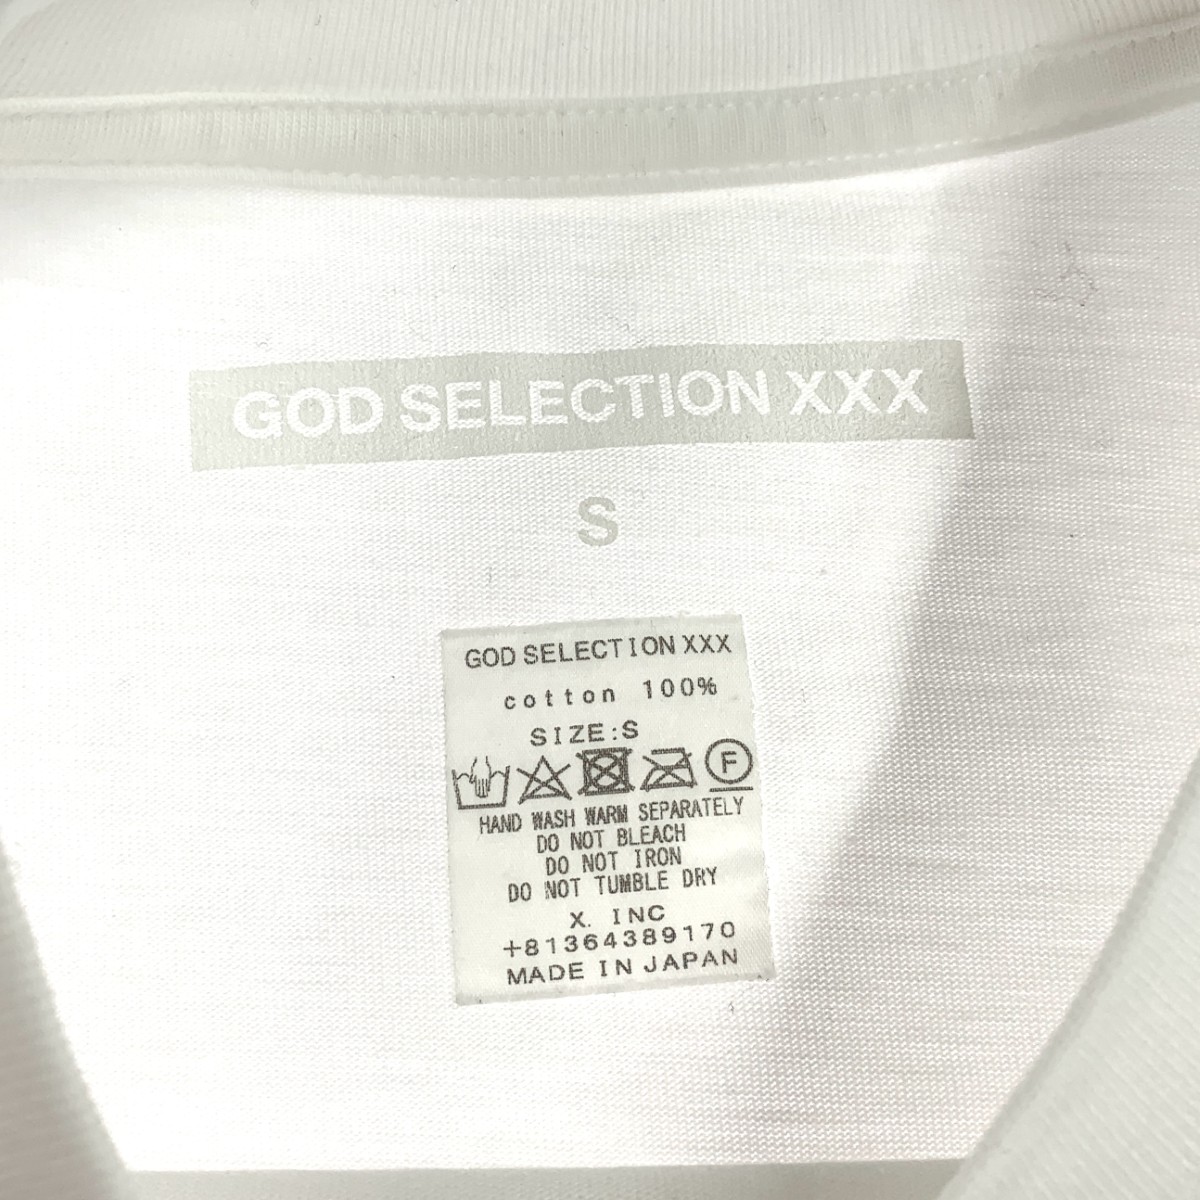 GOD SELECTION XXX
S
GOD SELECTION XXX
cotton 100%
SIZE:S
F
HAND WASH WARM SEPARATELY
DO NOT BLEACH
DO NOT IRON
DO NOT TUMBLE DRY
X. INC
+81364389170
MADE IN JAPAN